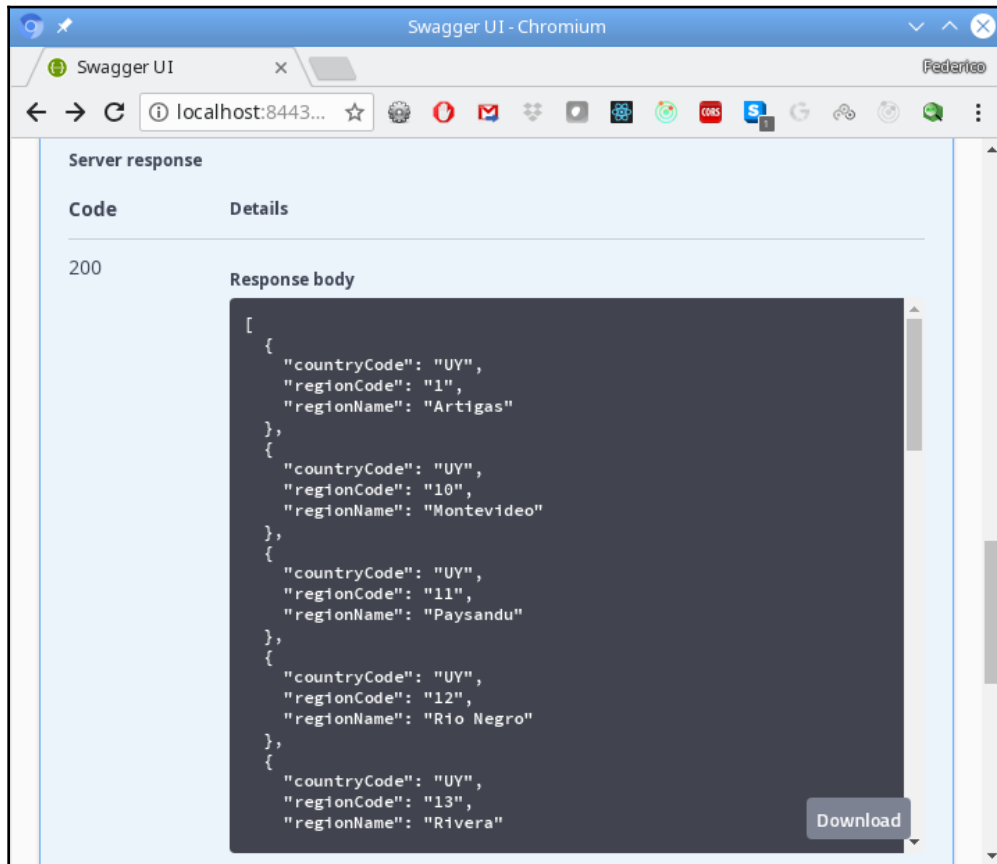 Swagger UI - Chromium
Swagger UI
Federico
localhost:8443...
CORS
S
1
G
Server response
Code
Details
200
Response body
[
{
"countryCode": "UY",
"regionCode": "1",
"regionName": "Artigas"
},
{
"countryCode": "UY",
"regionCode": "10",
"regionName": "Montevideo"
},
{
"countryCode": "UY",
"regionCode": "11",
"regionName": "Paysandu"
},
{
"countryCode": "UY",
"regionCode": "12",
"regionName": "Rio Negro"
},
{
"countryCode": "UY",
"regionCode": "13",
"regionName": "Rivera"
Download